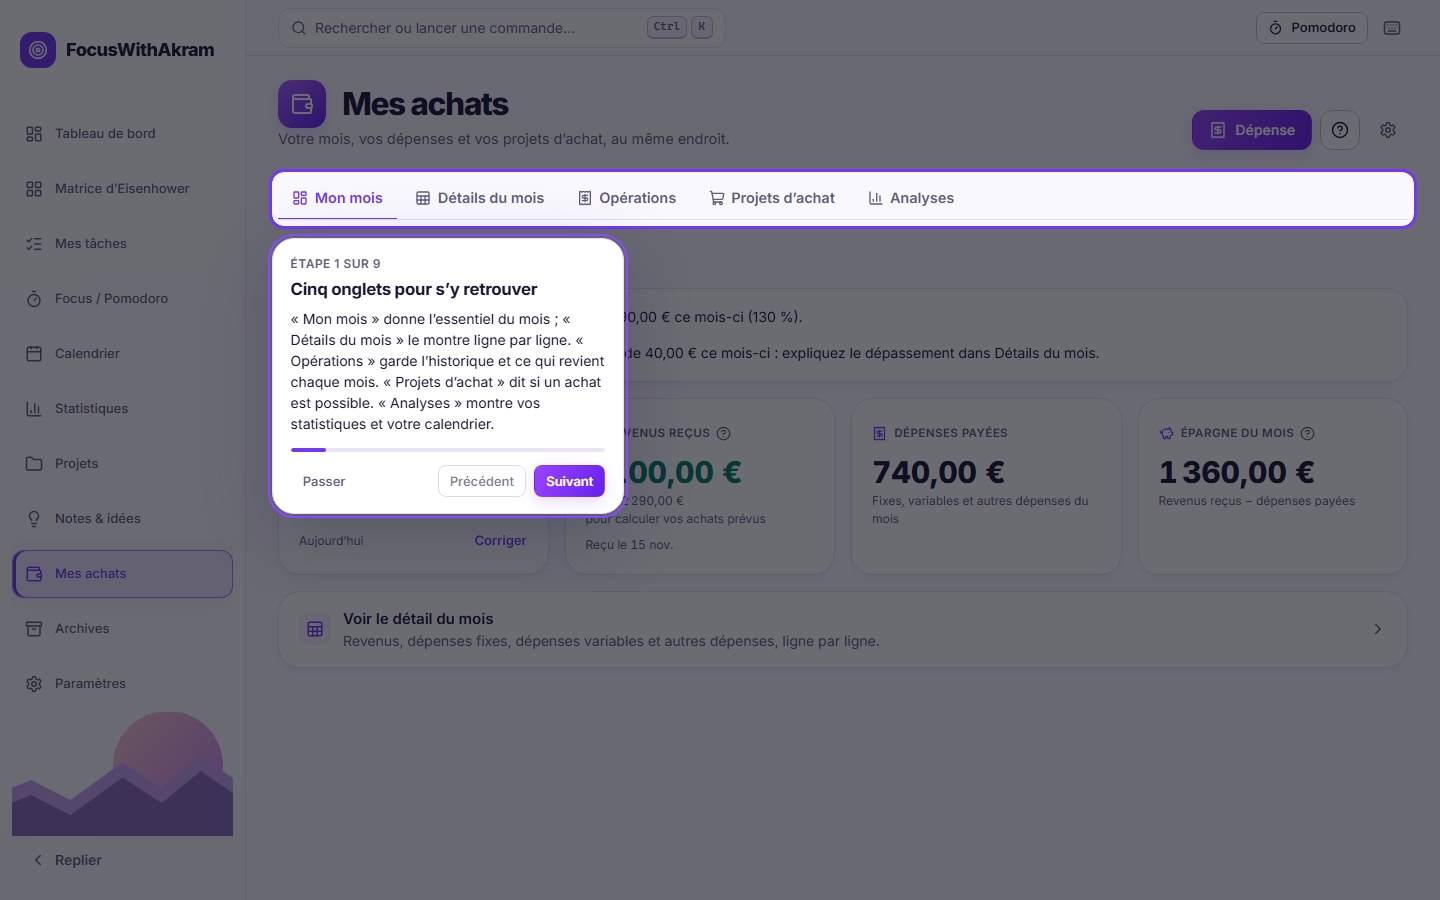 FocusWithAkram
Rechercher ou lancer une commande...
Ctrl K
Pomodoro
Tableau de bord
Matrice d'Eisenhower
Mes tâches
Focus / Pomodoro
Calendrier
Statistiques
Projets
Notes & idées
Mes achats
Archives
Paramètres
Replier
Mes achats
Votre mois, vos dépenses et vos projets d'achat, au même endroit.
Dépense
Mon mois
Détails du mois
Opérations
Projets d'achat
Analyses
ÉTAPE 1 SUR 9
Cinq onglets pour s'y retrouver
« Mon mois » donne l'essentiel du mois ; «
Détails du mois » le montre ligne par ligne. «
Opérations » garde l'historique et ce qui revient
chaque mois. « Projets d'achat » dit si un achat
est possible. « Analyses » montre vos
statistiques et votre calendrier.
Passer
Précédent
Suivant
0,00 € ce mois-ci (130 %).
de 40,00 € ce mois-ci : expliquez le dépassement dans Détails du mois.
Aujourd'hui
Corriger
REÇUS
00,00 €
290,00 €
pour calculer vos achats prévus
Reçu le 15 nov.
DÉPENSES PAYÉES
740,00 €
Fixes, variables et autres dépenses du
mois
ÉPARGNE DU MOIS
1 360,00 €
Revenus reçus − dépenses payées
Voir le détail du mois
Revenus, dépenses fixes, dépenses variables et autres dépenses, ligne par ligne.